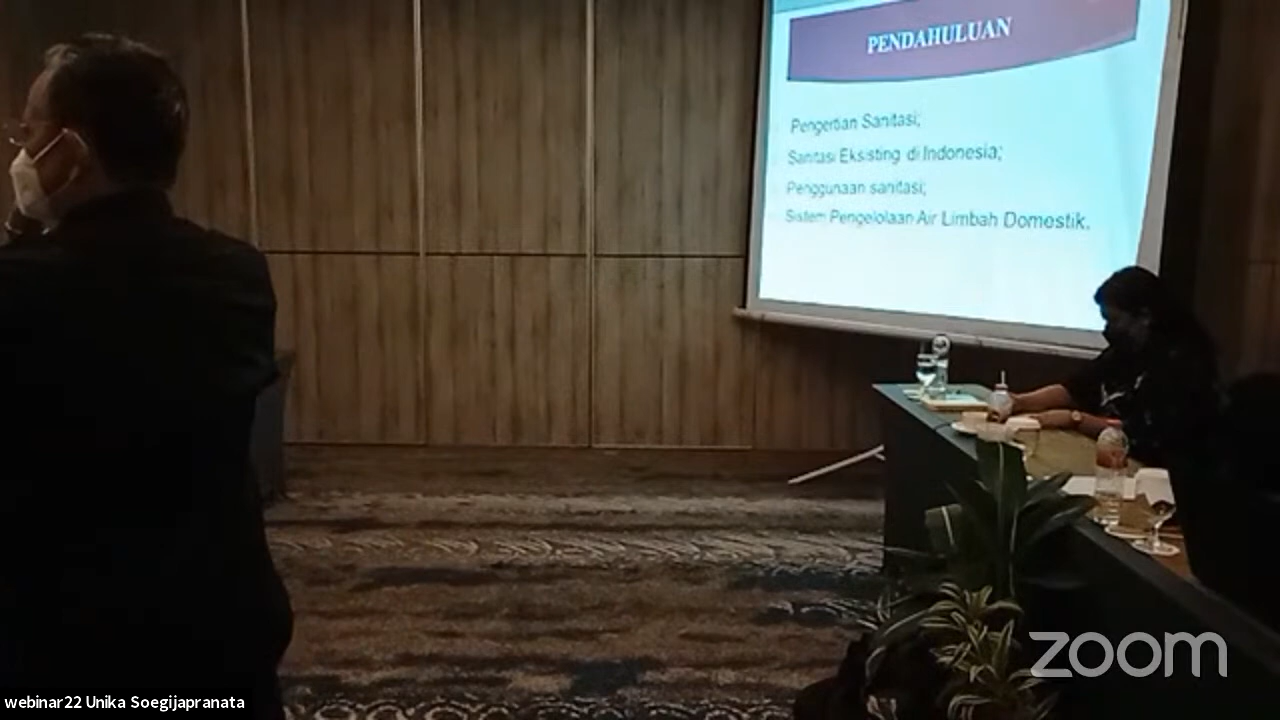 PENDAHULUAN
Pengertian Sanitasi;
Sanitasi Eksisting di Indonesia;
Penggunaan sanitasi;
Sistem Pengelolaan Air Limbah Domestik.
zoom
webinar22 Unika Soegijapranata